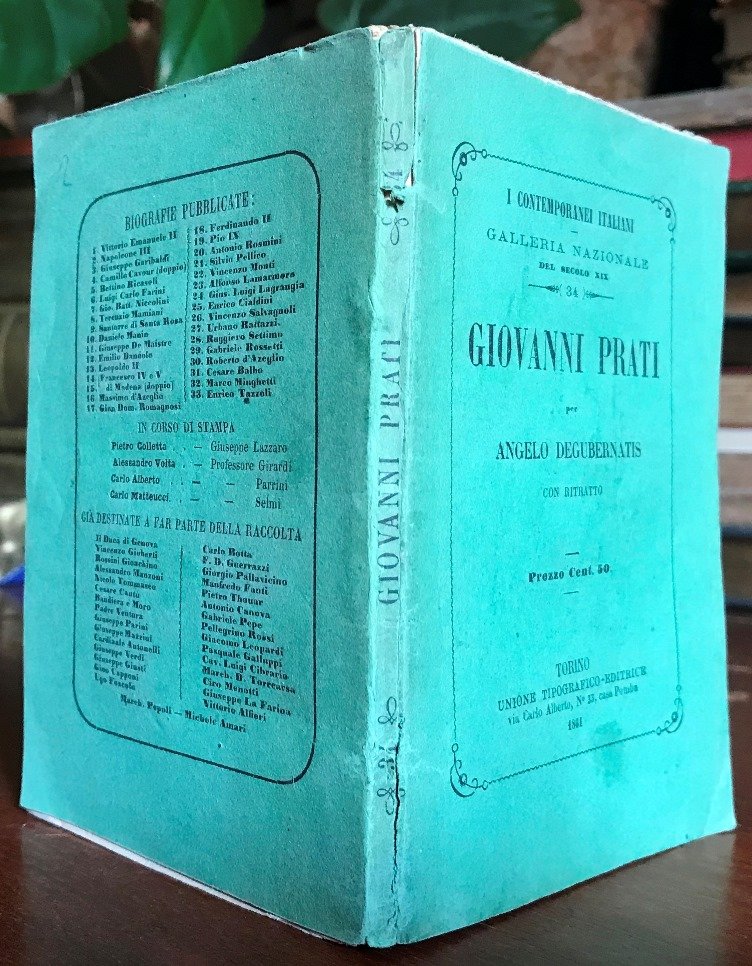 2
BIOGRAFIE PUBBLICATE:
1. Vittorio Emanuele II
2. Napoleone III
3. Giuseppe Garibaldi
4. Camillo Cavour (doppio)
5. Bettino Ricasoli
6. Luigi Carlo Farini
7. Gio. Batt. Niccolini
8. Terenzio Mamiani
9. Santorre di Santa Rosa
10. Daniele Manin
11. Giuseppe De Maistre
12. Emilio Dandolo
13. Leopoldo II
14. Francesco IV e V
15. di Modena (doppio)
16. Massimo d'Azeglio
17. Gian Dom. Romagnosi
18. Ferdinando II
19. Pio IX
20. Antonio Rosmini
21. Silvio Pellico
22. Vincenzo Monti
23. Alfonso Lamarmora
24. Gius. Luigi Lagrangia
25. Enrico Cialdini
26. Vincenzo Salvagnoli
27. Urbano Rattazzi.
28. Ruggiero Settimo
29. Gabriele Rossetti
30. Roberto d'Azeglio
31. Cesare Balbo
32. Marco Minghetti
33. Enrico Tazzoli
IN CORSO DI STAMPA
Pietro Colletta . . — Giuseppe Lazzaro
Alessandro Volta . — Professore Girardi
Carlo Alberto . — — Parrini
Carlo Matteucci . . — — Selmi
GIÀ DESTINATE A FAR PARTE DELLA RACCOLTA
Il Duca di Genova
Vincenzo Gioberti
Rossini Gioachino
Alessandro Manzoni
Nicolò Tommaseo
Cesare Cantù
Bandiera e Moro
Padre Ventura
Giuseppe Parini
Giuseppe Mazzini
Cardinale Antonelli
Giuseppe Verdi
Giuseppe Giusti
Gino Capponi
Ugo Foscolo
Carlo Botta
F. D. Guerrazzi
Giorgio Pallavicino
Manfredo Fanti
Pietro Thouar
Antonio Canova
Gabriele Pepe
Pellegrino Rossi
Giacomo Leopardi
Pasquale Galluppi
Cav. Luigi Cibrario
March. D. Torrearsa
Ciro Menotti
Giuseppe La Farina
Vittorio Alfieri
March. Pepoli — Michele Amari
34
GIOVANNI PRATI
34
I CONTEMPORANEI ITALIANI
GALLERIA NAZIONALE
DEL SECOLO XIX
34
GIOVANNI PRATI
per
ANGELO DEGUBERNATIS
CON RITRATTO
Prezzo Cent. 50.
TORINO
UNIONE TIPOGRAFICO-EDITRICE
via Carlo Alberto, N° 33, casa Pomba
1861